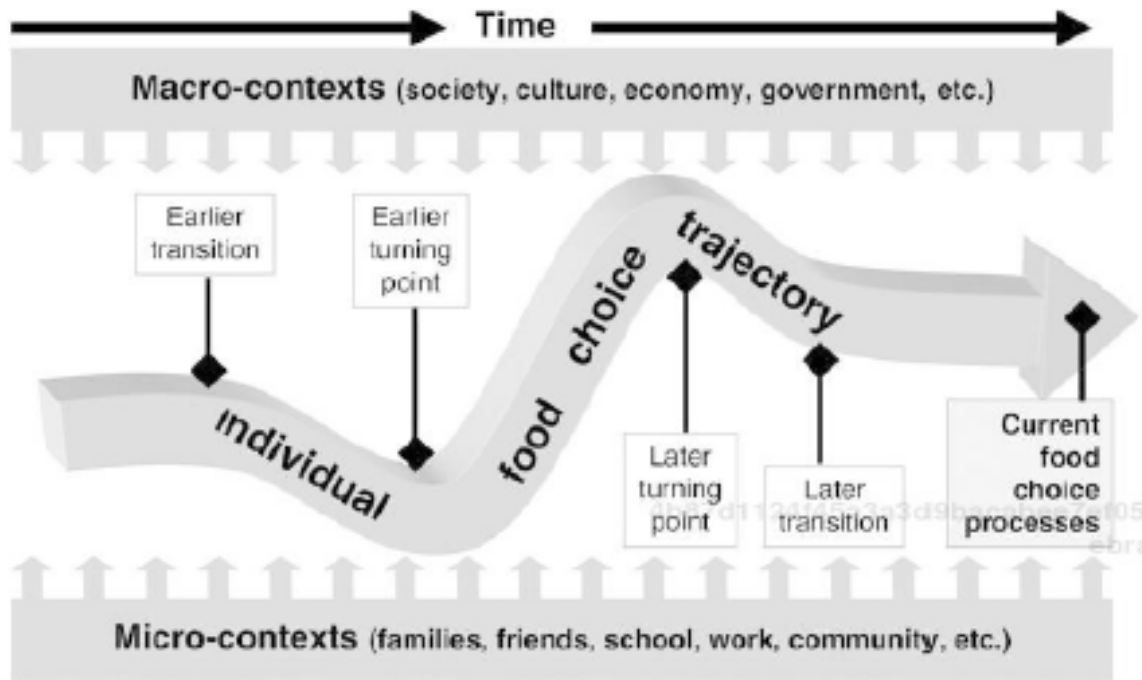 Time
Macro-contexts (society, culture, economy, government, etc.)
Earlier
transition
Earlier
turning
point
individual food choice trajectory
Later
turning
point
Later
transition
Current
food
choice
processes
Micro-contexts (families, friends, school, work, community, etc.)